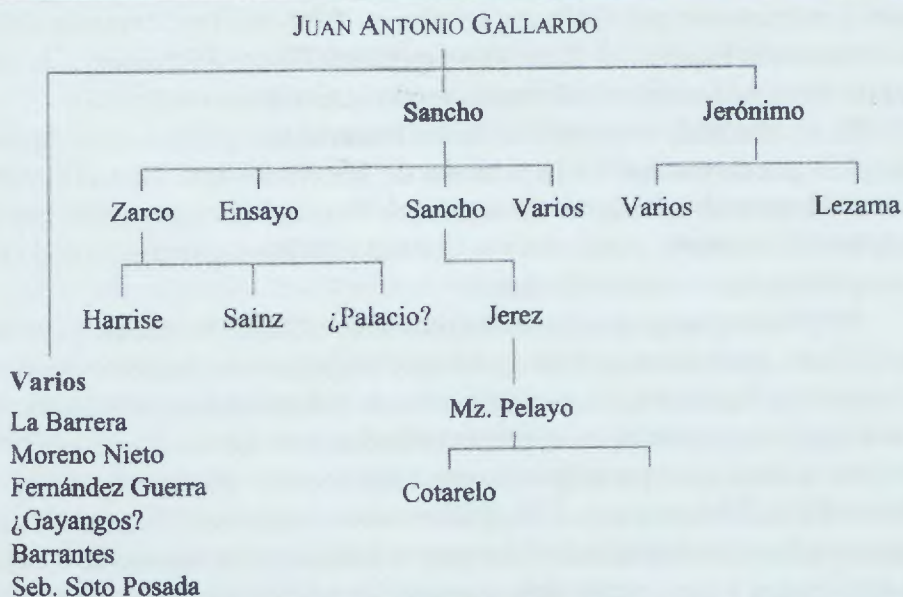 JUAN ANTONIO GALLARDO
Sancho Jerónimo
Zarco Ensayo Sancho Varios Varios Lezama
Harrise Sainz ¿Palacio? Jerez
Varios
La Barrera
Mz. Pelayo
Moreno Nieto
Fernández Guerra
Cotarelo
¿Gayangos?
Barrantes
Seb. Soto Posada